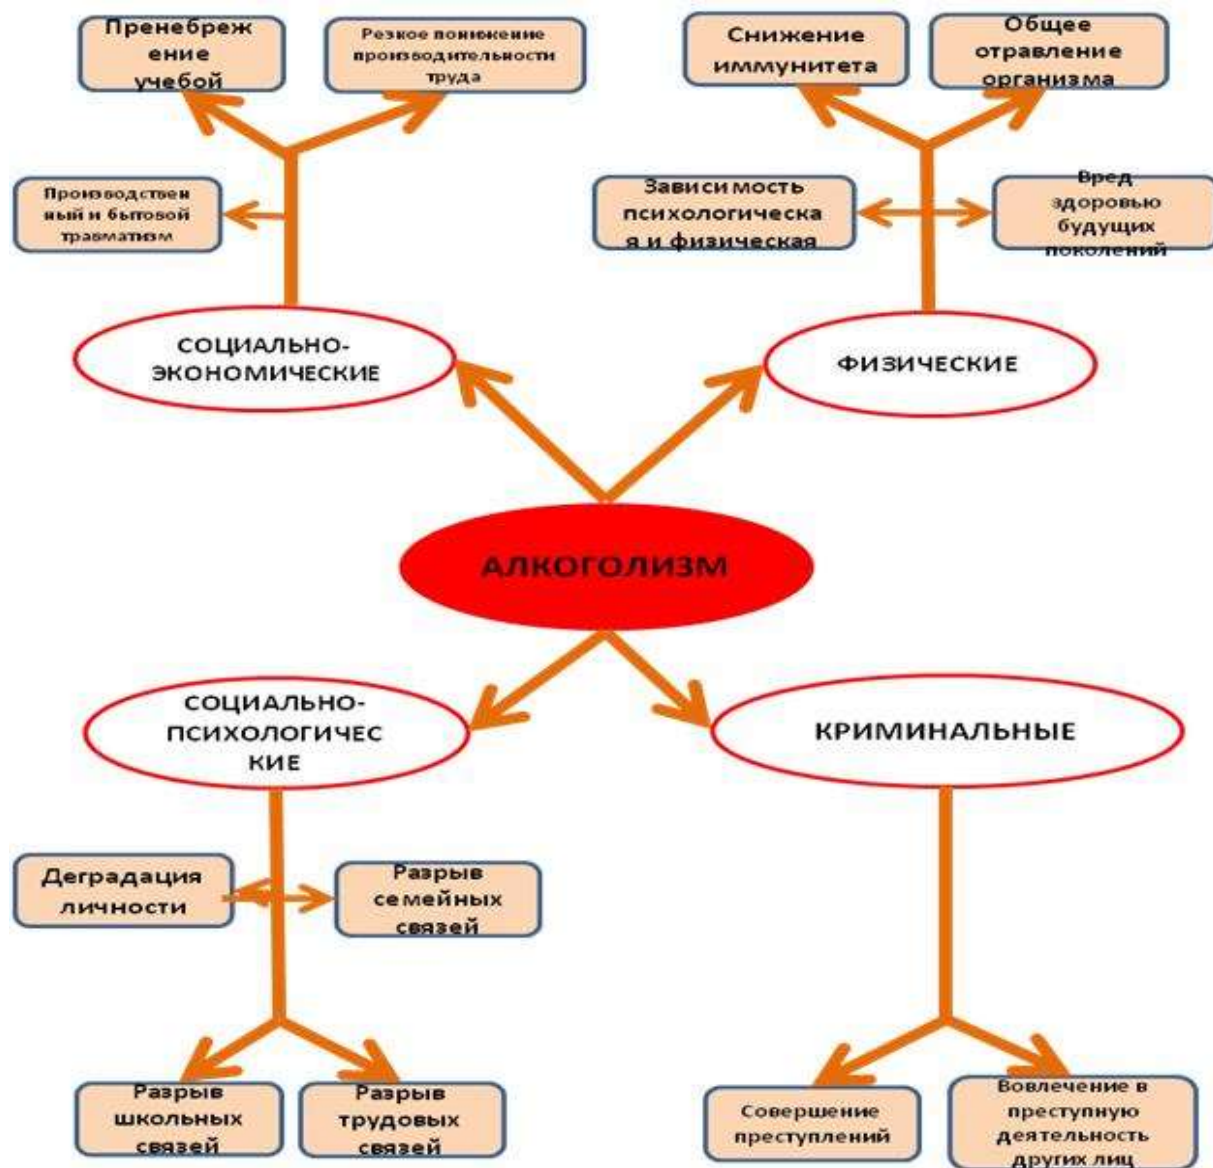 Пренебреж
ение
учебой
Резкое понижение
производительности
труда
Снижение
иммунитета
Общее
отравление
организма
Производствен
ный и бытовой
травматизм
Зависимость
психологическа
я и физическая
Вред
здоровью
будущих
поколений
СОЦИАЛЬНО-
ЭКОНОМИЧЕСКИЕ
ФИЗИЧЕСКИЕ
АЛКОГОЛИЗМ
СОЦИАЛЬНО-
ПСИХОЛОГИЧЕС
КИЕ
КРИМИНАЛЬНЫЕ
Деградация
личности
Разрыв
семейных
связей
Разрыв
школьных
связей
Разрыв
трудовых
связей
Совершение
преступлений
Вовлечение в
преступную
деятельность
других лиц